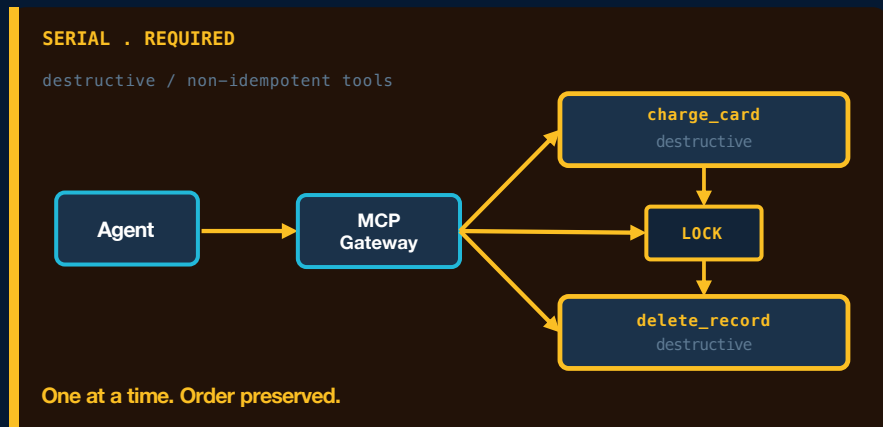 SERIAL . REQUIRED
destructive / non-idempotent tools
Agent
MCP
Gateway
charge_card
destructive
LOCK
delete_record
destructive
One at a time. Order preserved.